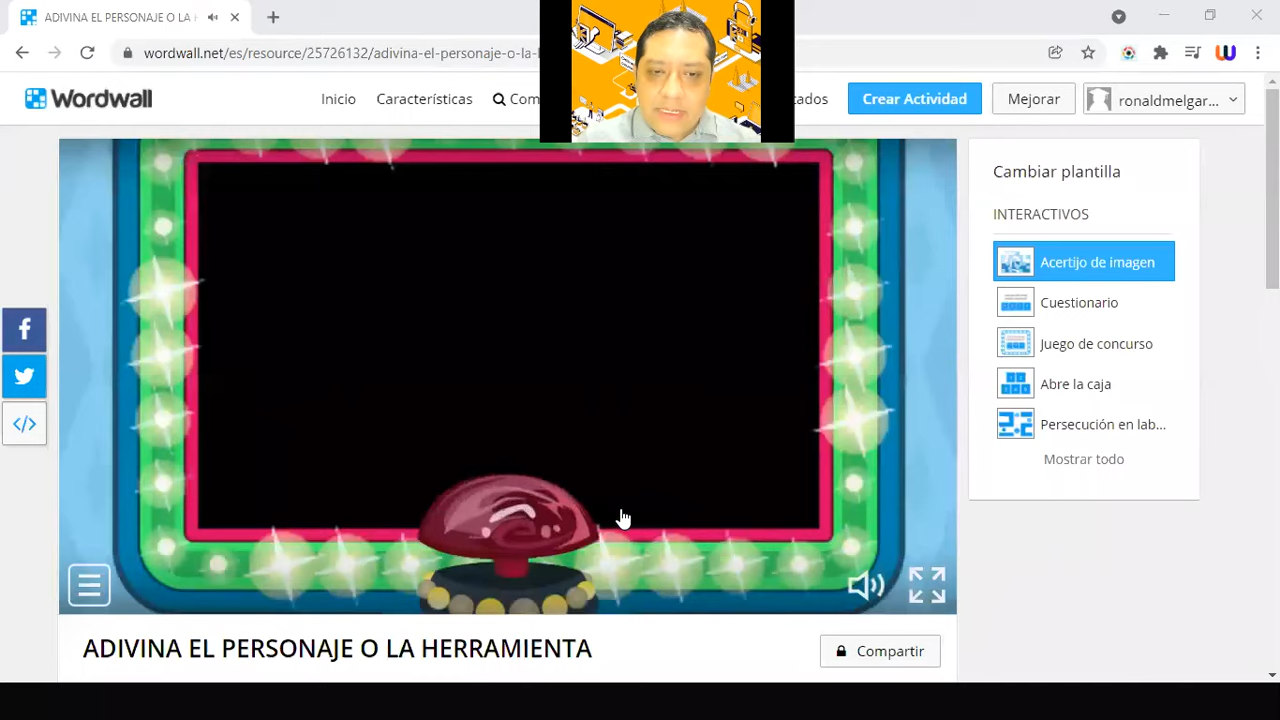 ADIVINA EL PERSONAJE O LA
wordwall.net/es/resource/25726132/adivina-el-personaje-o-la-
Wordwall
Inicio
Características
Crear Actividad
Mejorar
ronaldmelgar...
Cambiar plantilla
INTERACTIVOS
Acertijo de imagen
Cuestionario
Juego de concurso
Abre la caja
Persecución en lab...
Mostrar todo
ADIVINA EL PERSONAJE O LA HERRAMIENTA
Compartir